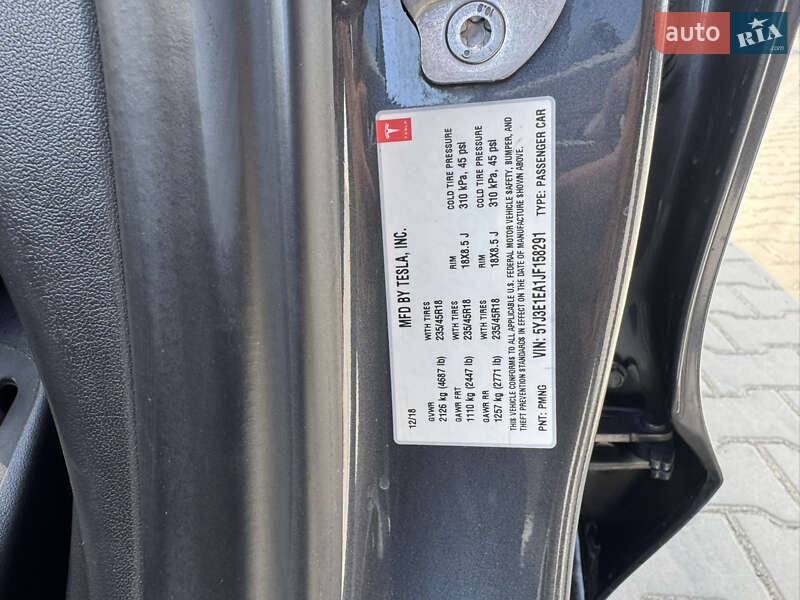 auto RIA.com
10.9
TESLA
MFD BY TESLA, INC.
12/18
GVWR WITH TIRES RIM COLD TIRE PRESSURE
2126 kg (4687 lb) 235/45R18 18X8.5 J 310 kPa, 45 psi
GAWR FRT WITH TIRES RIM COLD TIRE PRESSURE
1110 kg (2447 lb) 235/45R18 18X8.5 J 310 kPa, 45 psi
GAWR RR
1257 kg (2771 lb) 235/45R18
THIS VEHICLE CONFORMS TO ALL APPLICABLE U.S. FEDERAL MOTOR VEHICLE SAFETY, BUMPER, AND
THEFT PREVENTION STANDARDS IN EFFECT ON THE DATE OF MANUFACTURE SHOWN ABOVE.
PNT: PMNG VIN: 5YJ3E1EA1JF158291 TYPE: PASSENGER CAR